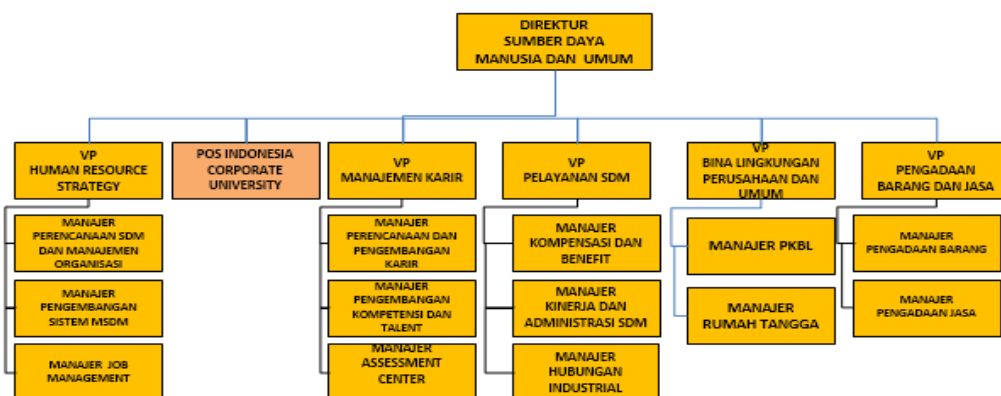 DIREKTUR
SUMBER DAYA
MANUSIA DAN UMUM
VP
HUMAN RESOURCE
STRATEGY
POS INDONESIA
CORPORATE
UNIVERSITY
VP
MANAJEMEN KARIR
VP
PELAYANAN SDM
VP
BINA LINGKUNGAN
PERUSAHAAN DAN
UMUM
VP
PENGADAAN
BARANG DAN JASA
MANAJER
PERENCANAAN SDM
DAN MANAJEMEN
ORGANISASI
MANAJER
PENGEMBANGAN
SISTEM MSDM
MANAJER JOB
MANAGEMENT
MANAJER
PERENCANAAN DAN
PENGEMBANGAN
KARIR
MANAJER
PENGEMBANGAN
KOMPETENSI DAN
TALENT
MANAJER
ASSESSMENT
CENTER
MANAJER
KOMPENSASI DAN
BENEFIT
MANAJER
KINERJA DAN
ADMINISTRASI SDM
MANAJER
HUBUNGAN
INDUSTRIAL
MANAJER PKBL
MANAJER
RUMAH TANGGA
MANAJER
PENGADAAN BARANG
MANAJER
PENGADAAN JASA